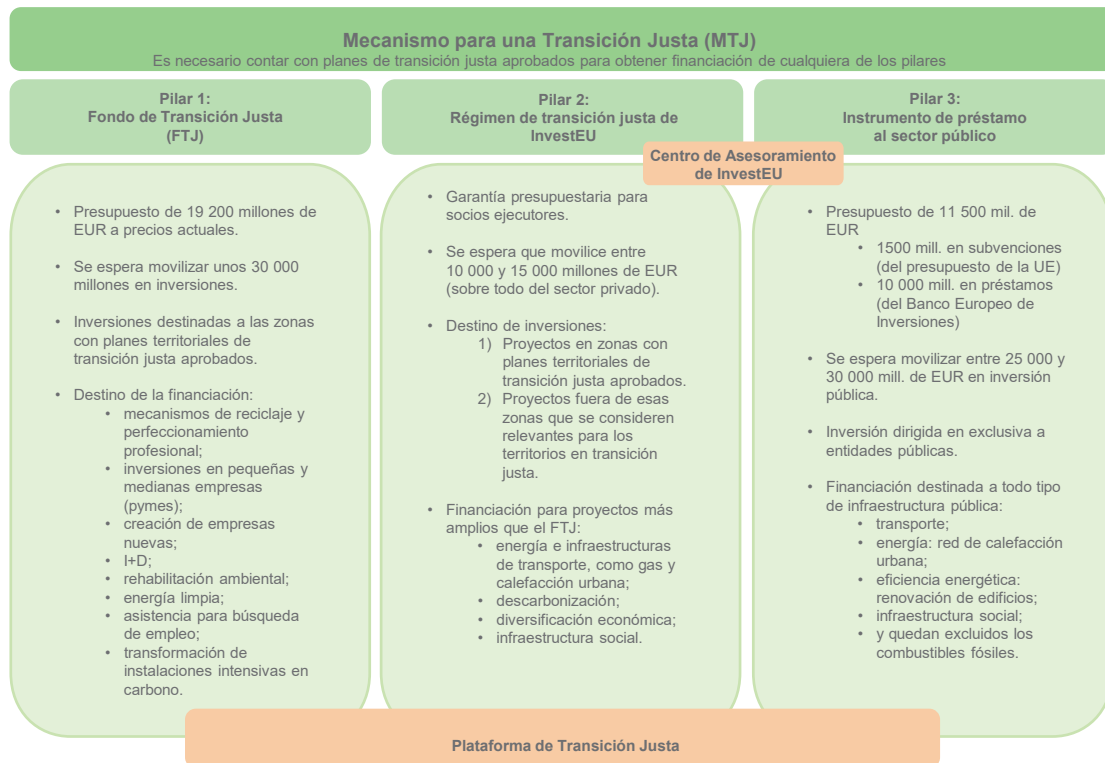 Mecanismo para una Transición Justa (MTJ)
Es necesario contar con planes de transición justa aprobados para obtener financiación de cualquiera de los pilares
Pilar 1:
Fondo de Transición Justa
(FTJ)
• Presupuesto de 19 200 millones de
EUR a precios actuales.
• Se espera movilizar unos 30 000
millones en inversiones.
• Inversiones destinadas a las zonas
con planes territoriales de
transición justa aprobados.
• Destino de la financiación:
• mecanismos de reciclaje y
perfeccionamiento
profesional;
• inversiones en pequeñas y
medianas empresas
(pymes);
• creación de empresas
nuevas;
• I+D;
• rehabilitación ambiental;
• energía limpia;
• asistencia para búsqueda
de empleo;
• transformación de
instalaciones intensivas en
carbono.
Pilar 2:
Régimen de transición justa de
InvestEU
Centro de Asesoramiento
de InvestEU
• Garantía presupuestaria para
socios ejecutores.
• Se espera que movilice entre
10 000 y 15 000 millones de EUR
(sobre todo del sector privado).
• Destino de inversiones:
1) Proyectos en zonas con
planes territoriales de
transición justa aprobados.
2) Proyectos fuera de esas
zonas que se consideren
relevantes para los
territorios en transición
justa.
• Financiación para proyectos más
amplios que el FTJ:
• energía e infraestructuras
de transporte, como gas y
calefacción urbana;
• descarbonización;
• diversificación económica;
• infraestructura social.
Pilar 3:
Instrumento de préstamo
al sector público
• Presupuesto de 11 500 mil. de
EUR
• 1500 mill. en subvenciones
(del presupuesto de la UE)
• 10 000 mill. en préstamos
(del Banco Europeo de
Inversiones)
• Se espera movilizar entre 25 000 y
30 000 mill. de EUR en inversión
pública.
• Inversión dirigida en exclusiva a
entidades públicas.
• Financiación destinada a todo tipo
de infraestructura pública:
• transporte;
• energía: red de calefacción
urbana;
• eficiencia energética:
renovación de edificios;
• infraestructura social;
• y quedan excluidos los
combustibles fósiles.
Plataforma de Transición Justa